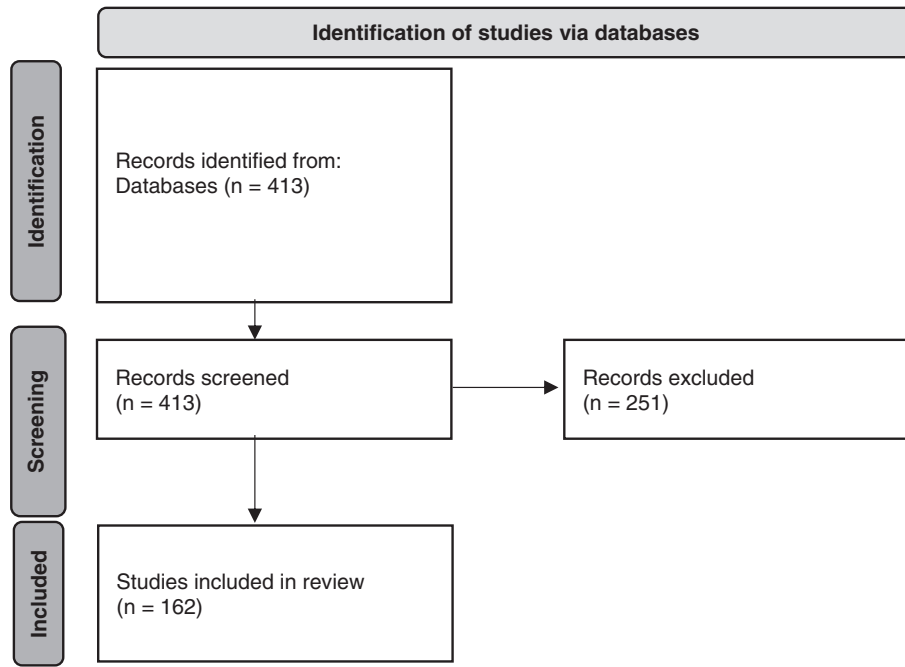 Identification of studies via databases
Identification
Records identified from:
Databases (n = 413)
Screening
Records screened
(n = 413)
Records excluded
(n = 251)
Included
Studies included in review
(n = 162)